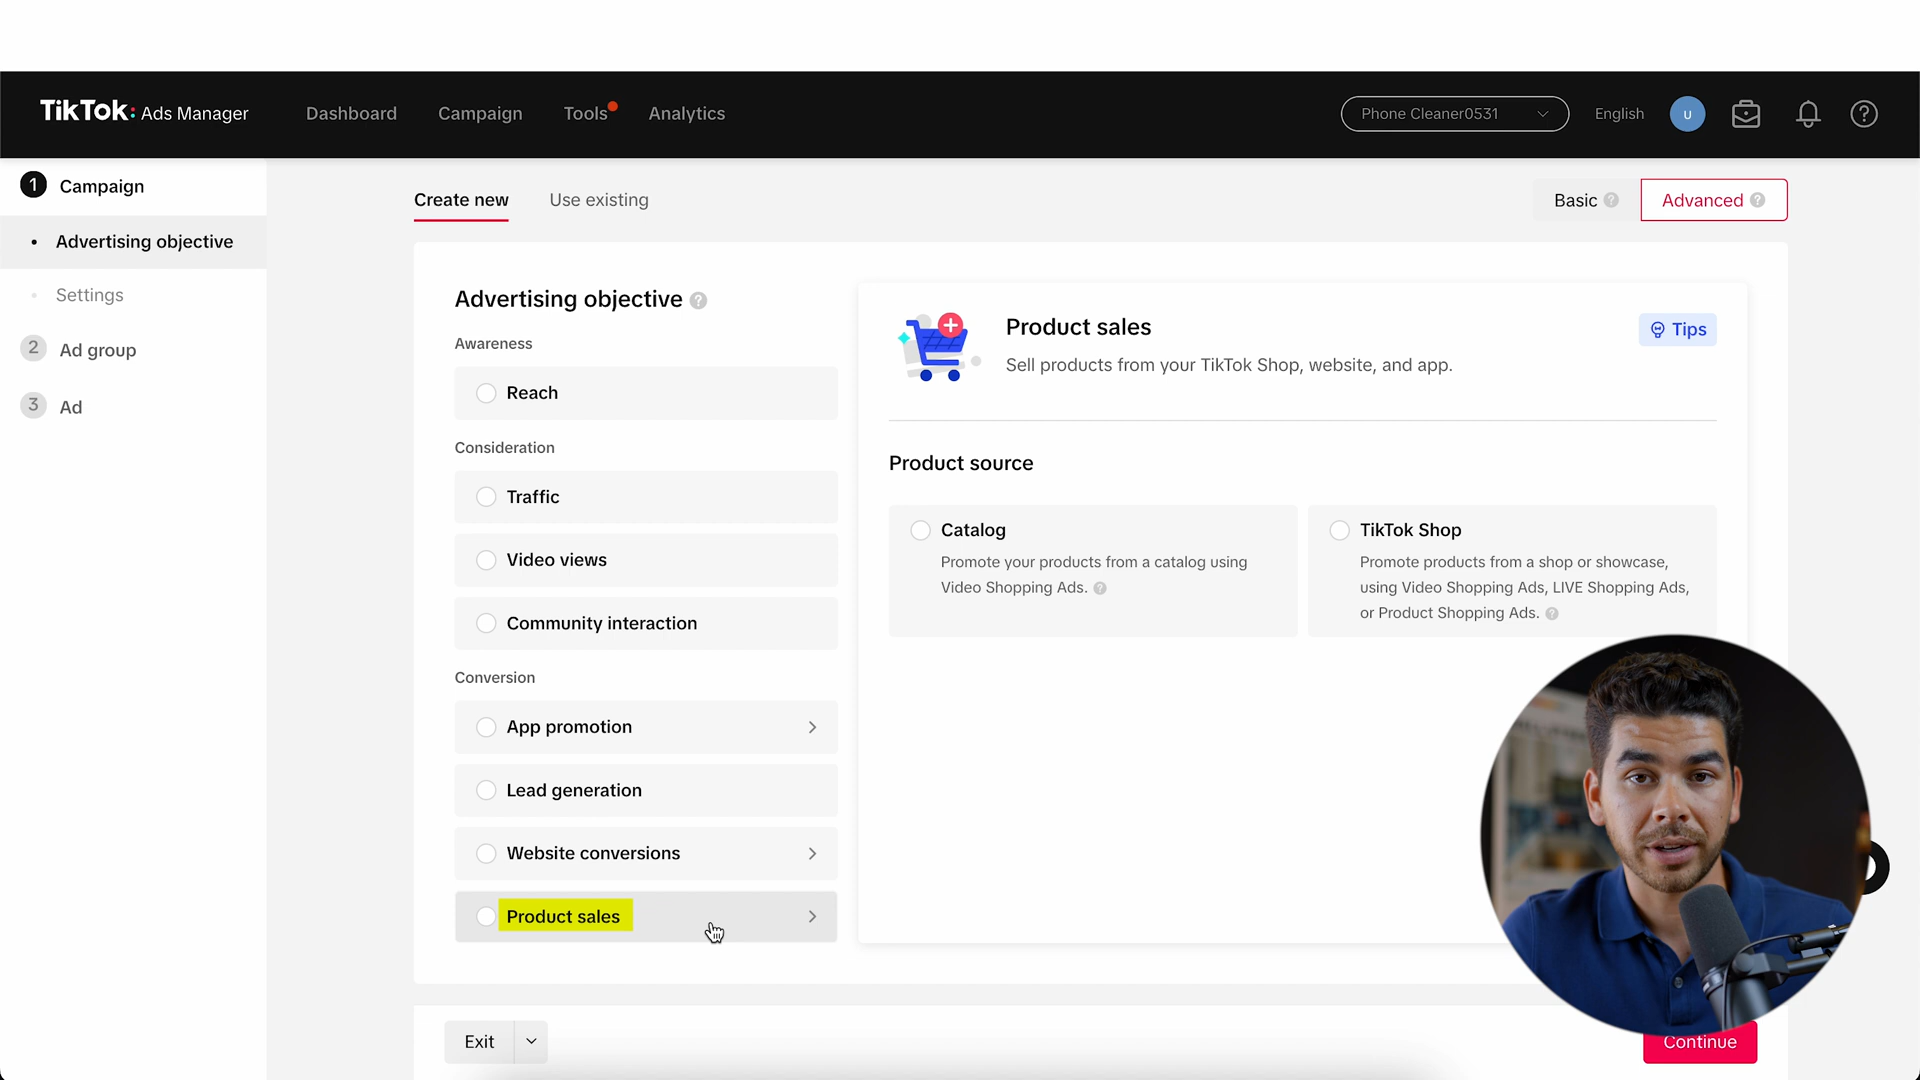 TikTok: Ads Manager
Dashboard
Campaign
Tools
Analytics
Phone Cleaner0531
English
U
1 Campaign
Advertising objective
Settings
2 Ad group
3 Ad
Create new
Use existing
Basic ?
Advanced ?
Advertising objective ?
Awareness
Reach
Consideration
Traffic
Video views
Community interaction
Conversion
App promotion
Lead generation
Website conversions
Product sales
Product sales
Sell products from your TikTok Shop, website, and app.
Tips
Product source
Catalog
Promote your products from a catalog using
Video Shopping Ads. ?
TikTok Shop
Promote products from a shop or showcase,
using Video Shopping Ads, LIVE Shopping Ads,
or Product Shopping Ads. ?
Exit
Continue